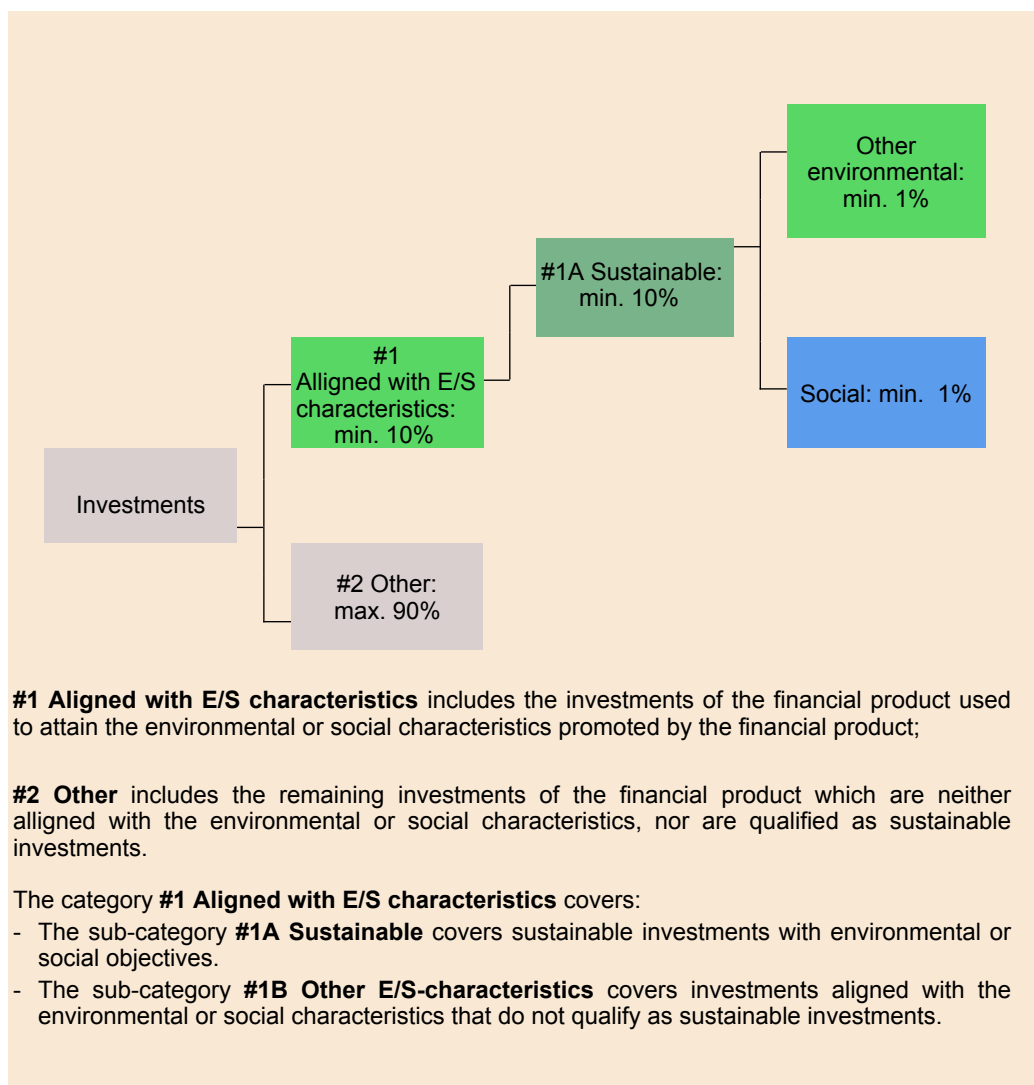 Other
environmental:
min. 1%
#1A Sustainable:
min. 10%
#1
Alligned with E/S
characteristics:
min. 10%
Social: min. 1%
Investments
#2 Other:
max. 90%
#1 Aligned with E/S characteristics includes the investments of the financial product used
to attain the environmental or social characteristics promoted by the financial product;
#2 Other includes the remaining investments of the financial product which are neither
alligned with the environmental or social characteristics, nor are qualified as sustainable
investments.
The category #1 Aligned with E/S characteristics covers:
- The sub-category #1A Sustainable covers sustainable investments with environmental or
social objectives.
- The sub-category #1B Other E/S-characteristics covers investments aligned with the
environmental or social characteristics that do not qualify as sustainable investments.